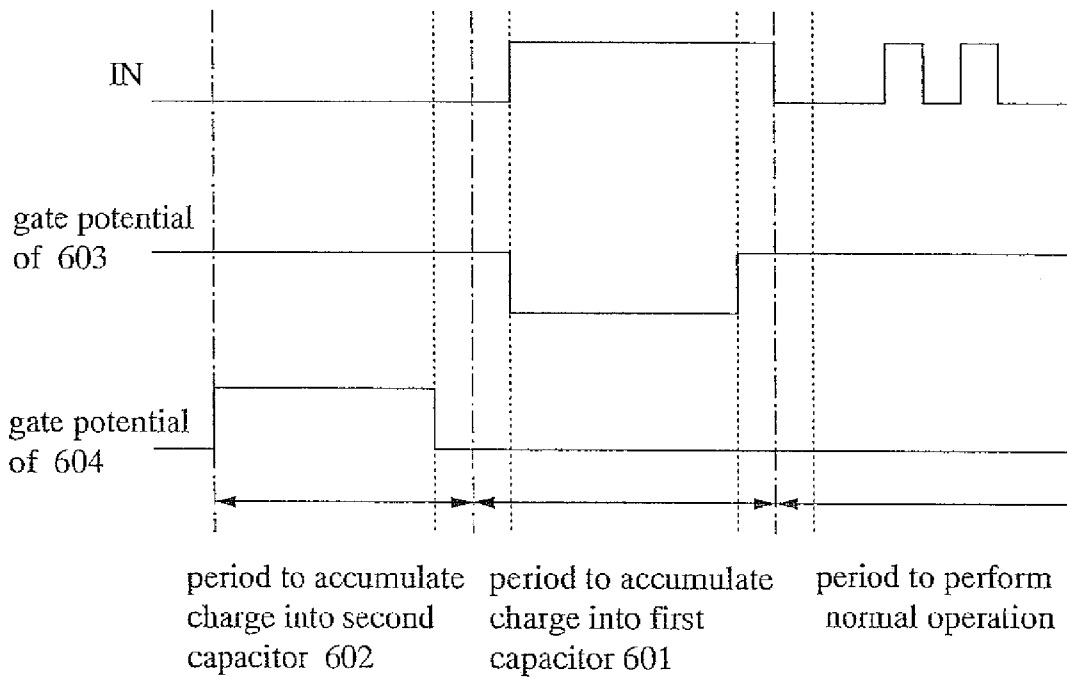 IN
gate potential
of 603
gate potential
of 604
period to accumulate
charge into second
capacitor 602
period to accumulate
charge into first
capacitor 601
period to perform
normal operation